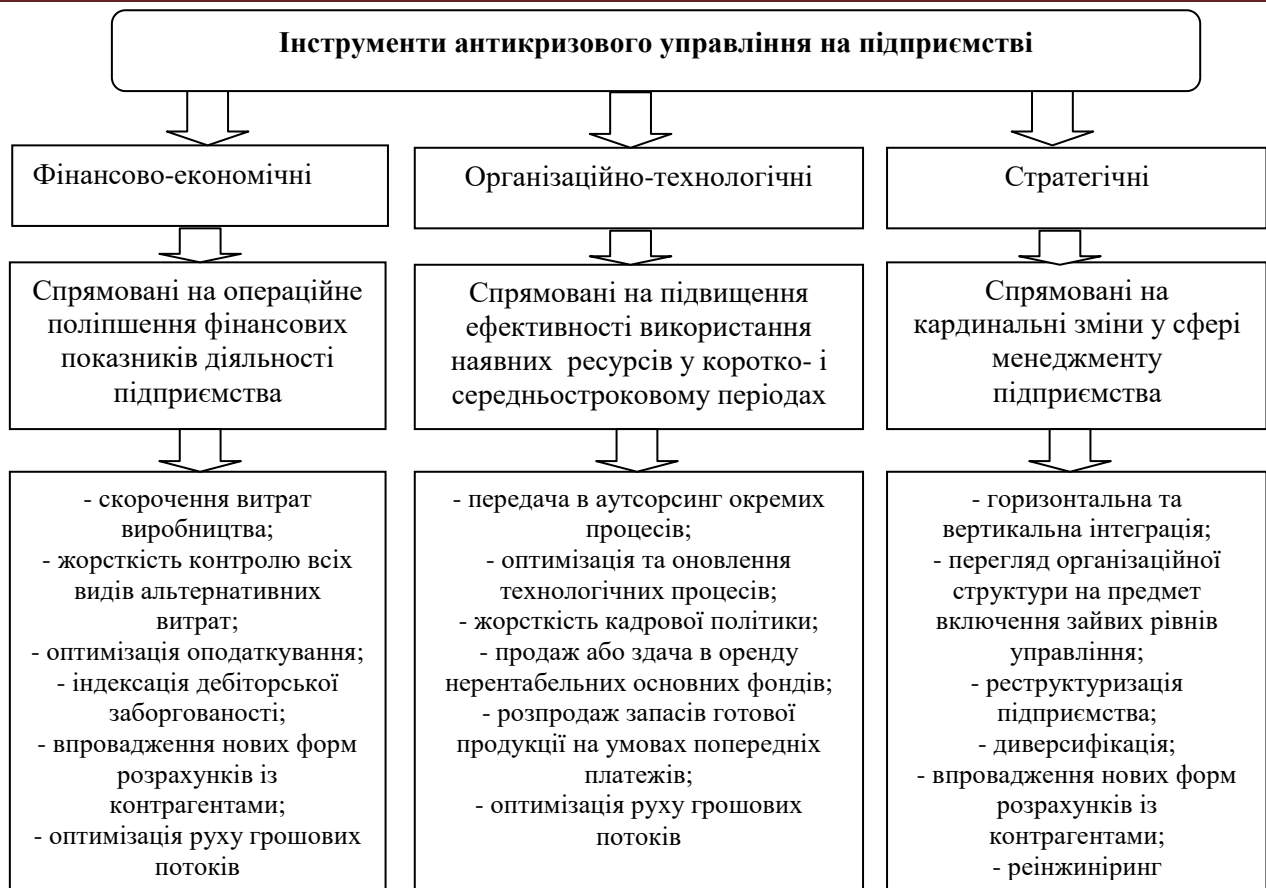 Інструменти антикризового управління на підприємстві
Фінансово-економічні
Організаційно-технологічні
Стратегічні
Спрямовані на операційне
поліпшення фінансових
показників діяльності
підприємства
Спрямовані на підвищення
ефективності використання
наявних ресурсів у коротко- і
середньостроковому періодах
Спрямовані на
кардинальні зміни у сфері
менеджменту
підприємства
- скорочення витрат
виробництва;
- жорсткість контролю всіх
видів альтернативних
витрат;
- оптимізація оподаткування;
- індексація дебіторської
заборгованості;
- впровадження нових форм
розрахунків із
контрагентами;
- оптимізація руху грошових
потоків
- передача в аутсорсинг окремих
процесів;
- оптимізація та оновлення
технологічних процесів;
- жорсткість кадрової політики;
- продаж або здача в оренду
нерентабельних основних фондів;
- розпродаж запасів готової
продукції на умовах попередніх
платежів;
- оптимізація руху грошових
потоків
- горизонтальна та
вертикальна інтеграція;
- перегляд організаційної
структури на предмет
включення зайвих рівнів
управління;
- реструктуризація
підприємства;
- диверсифікація;
- впровадження нових форм
розрахунків із
контрагентами;
- реінжиніринг